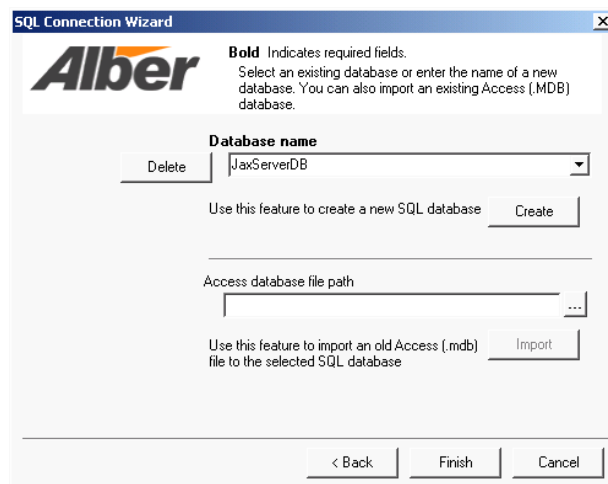 SQL Connection Wizard
Alber
Bold Indicates required fields.
Select an existing database or enter the name of a new
database. You can also import an existing Access (.MDB)
database.
Database name
Delete
JaxServerDB
Use this feature to create a new SQL database
Create
Access database file path
...
Use this feature to import an old Access (.mdb)
file to the selected SQL database
Import
< Back
Finish
Cancel